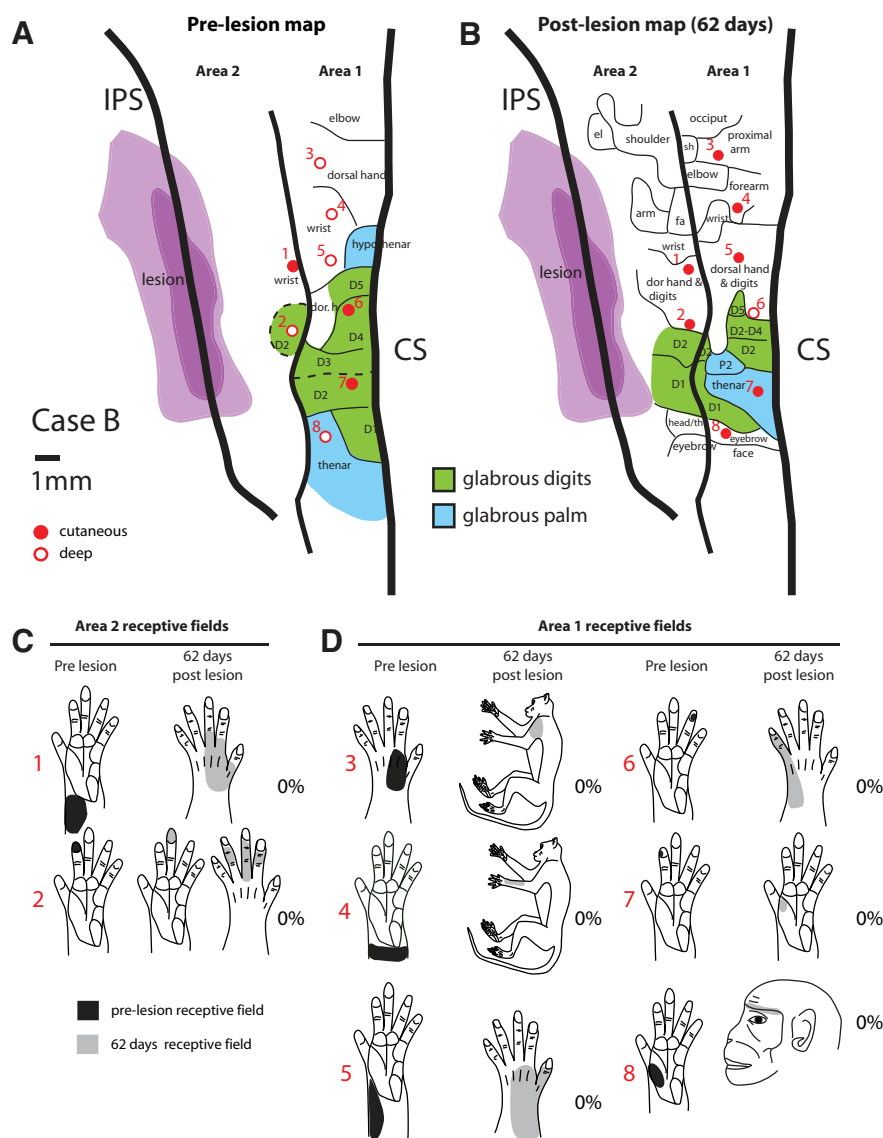 A
Pre-lesion map
Area 2
Area 1
IPS
elbow
3
dorsal hand
4
wrist
5
hypothenar
1
wrist
lesion
D5
dor. h
6
2
D2
D4
D3
CS
7
D2
8
D1
thenar
Case B
1mm
cutaneous
deep
B
Post-lesion map (62 days)
Area 2
Area 1
IPS
occiput
el
shoulder
sh
3
proximal
arm
elbow
forearm
4
arm
fa
wrist
wrist
5
1
dor hand &
digits
dorsal hand
& digits
lesion
2
D5
6
D2-D4
D2
D2
D2
CS
P2
D1
thenar
7
D1
head/th
8
eyebrow
eyebrow
face
glabrous digits
glabrous palm
C
Area 2 receptive fields
Pre lesion
62 days
post lesion
1
0%
2
0%
pre-lesion receptive field
62 days receptive field
D
Area 1 receptive fields
Pre lesion
62 days
post lesion
Pre lesion
62 days
post lesion
3
0%
6
0%
4
0%
7
0%
5
0%
8
0%